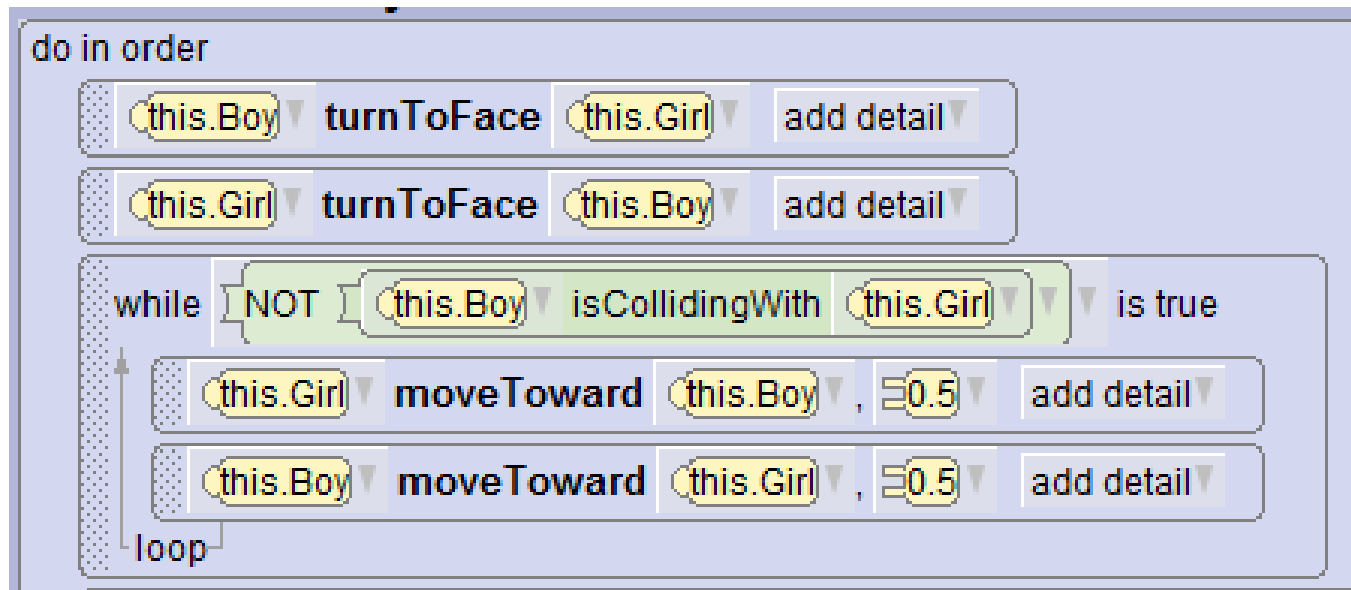 do in order
this.Boy turnToFace this.Girl add detail
this.Girl turnToFace this.Boy add detail
while NOT this.Boy isCollidingWith this.Girl is true
this.Girl moveToward this.Boy , 0.5 add detail
this.Boy moveToward this.Girl , 0.5 add detail
loop